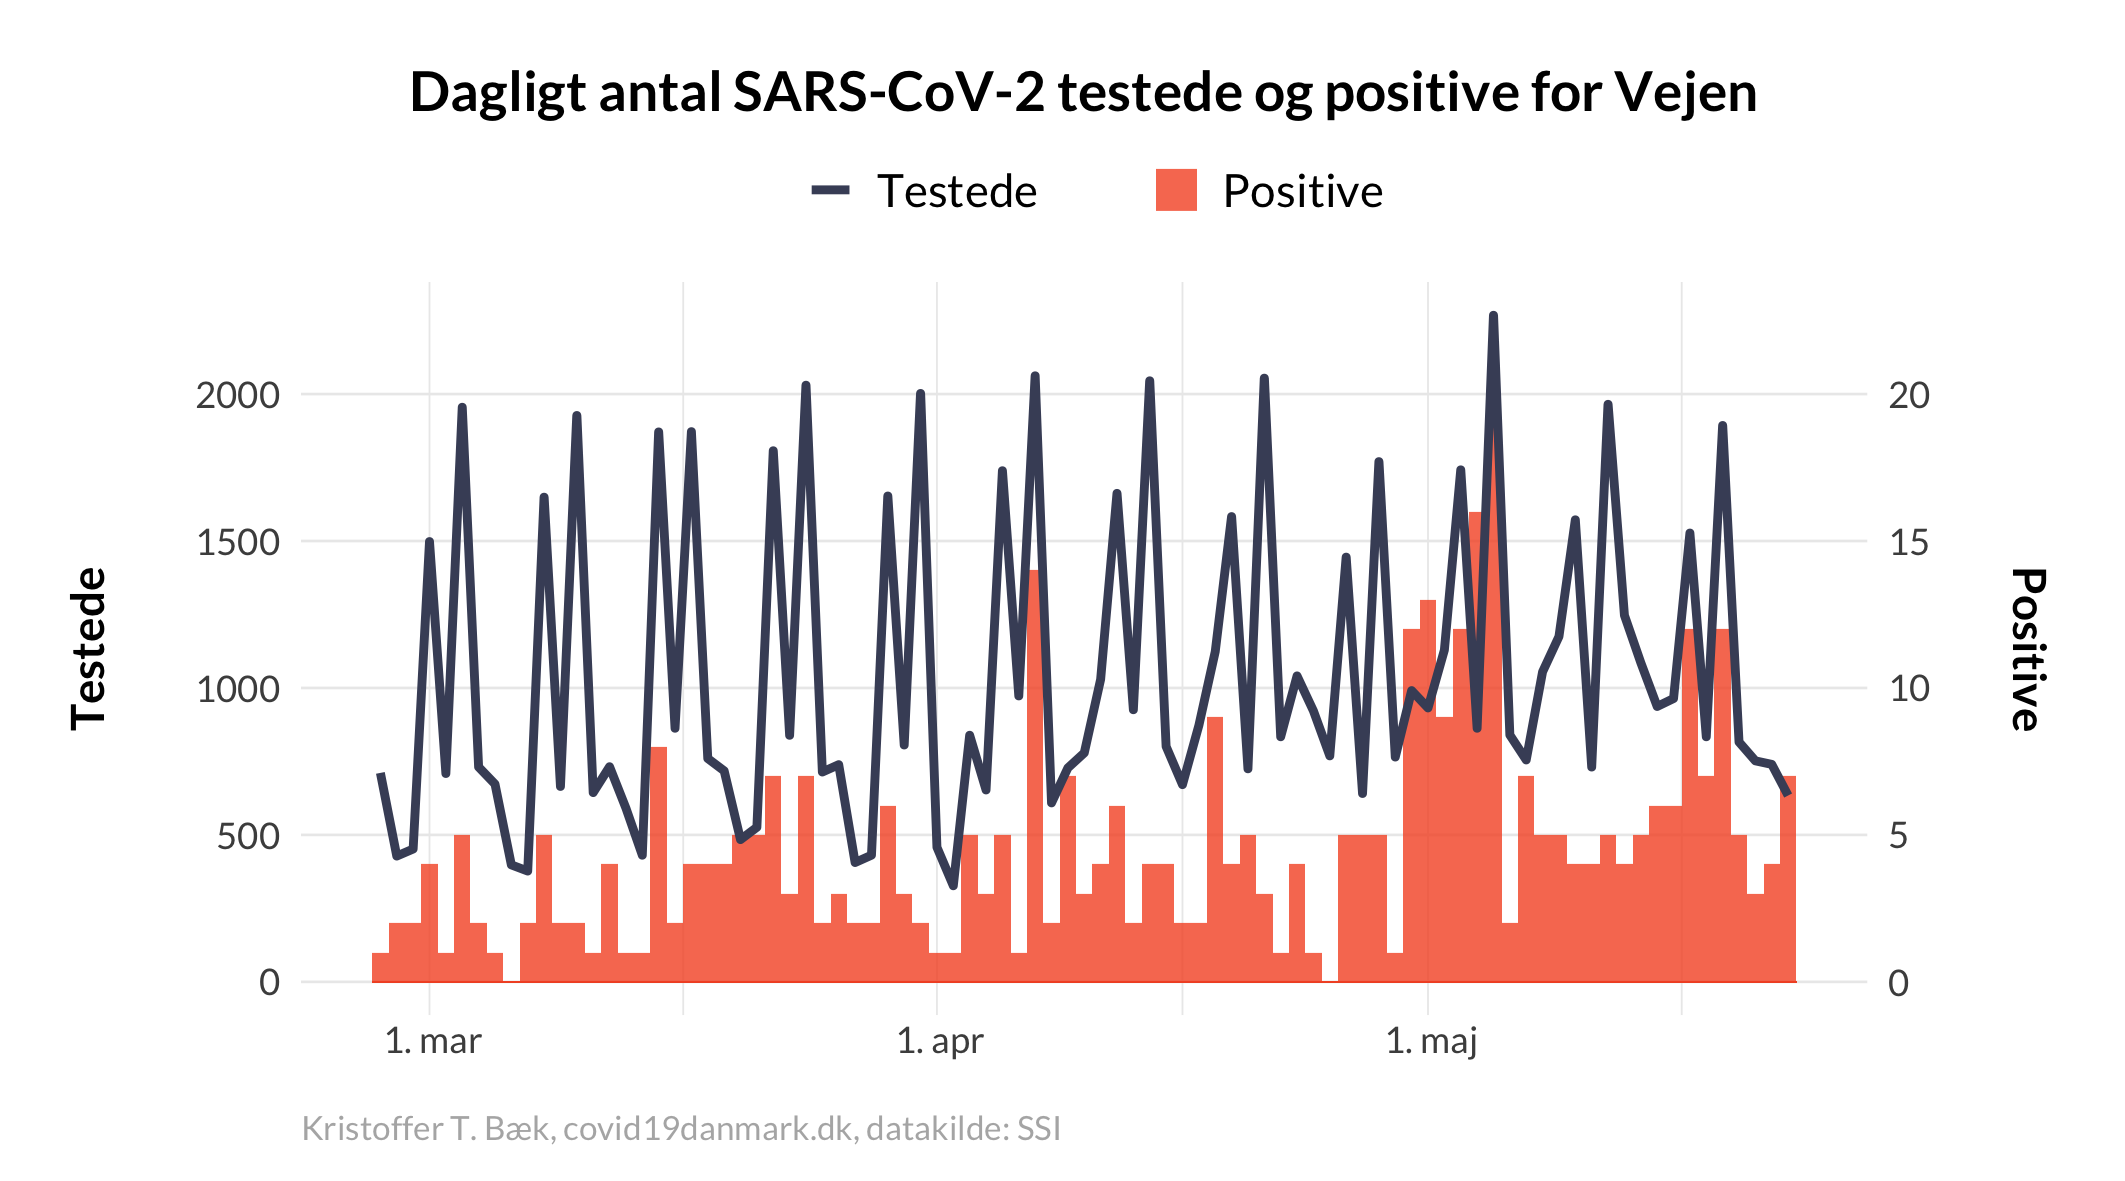 Dagligt antal SARS-CoV-2 testede og positive for Vejen
Testede
Positive
Testede
2000
1500
1000
500
0
20
15
10
5
0
Positive
1. mar
1. apr
1. maj
Kristoffer T. Bæk, covid19danmark.dk, datakilde: SSI